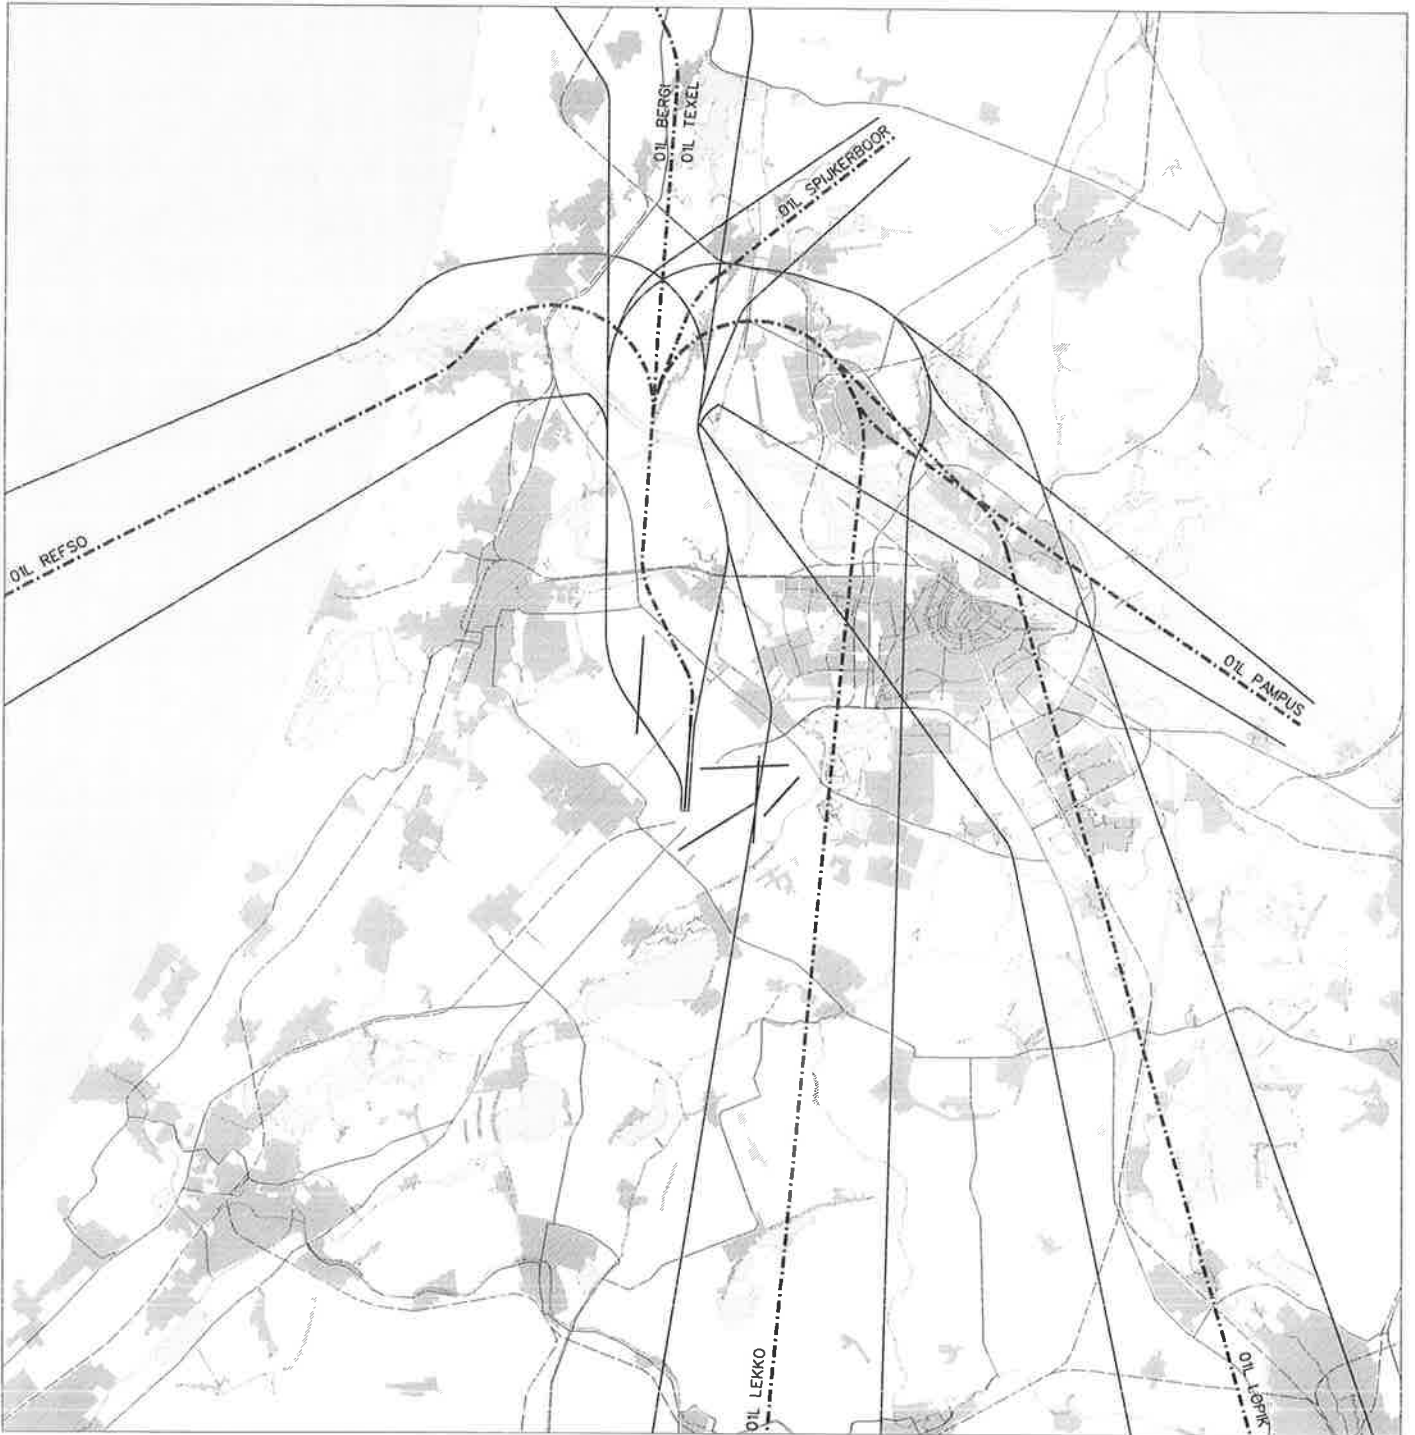 01L BERGI
01L TEXEL
01L SPIJKERBOOR
01L REFSO
01L PAMPUS
01L LEKKO
01L LOPIK